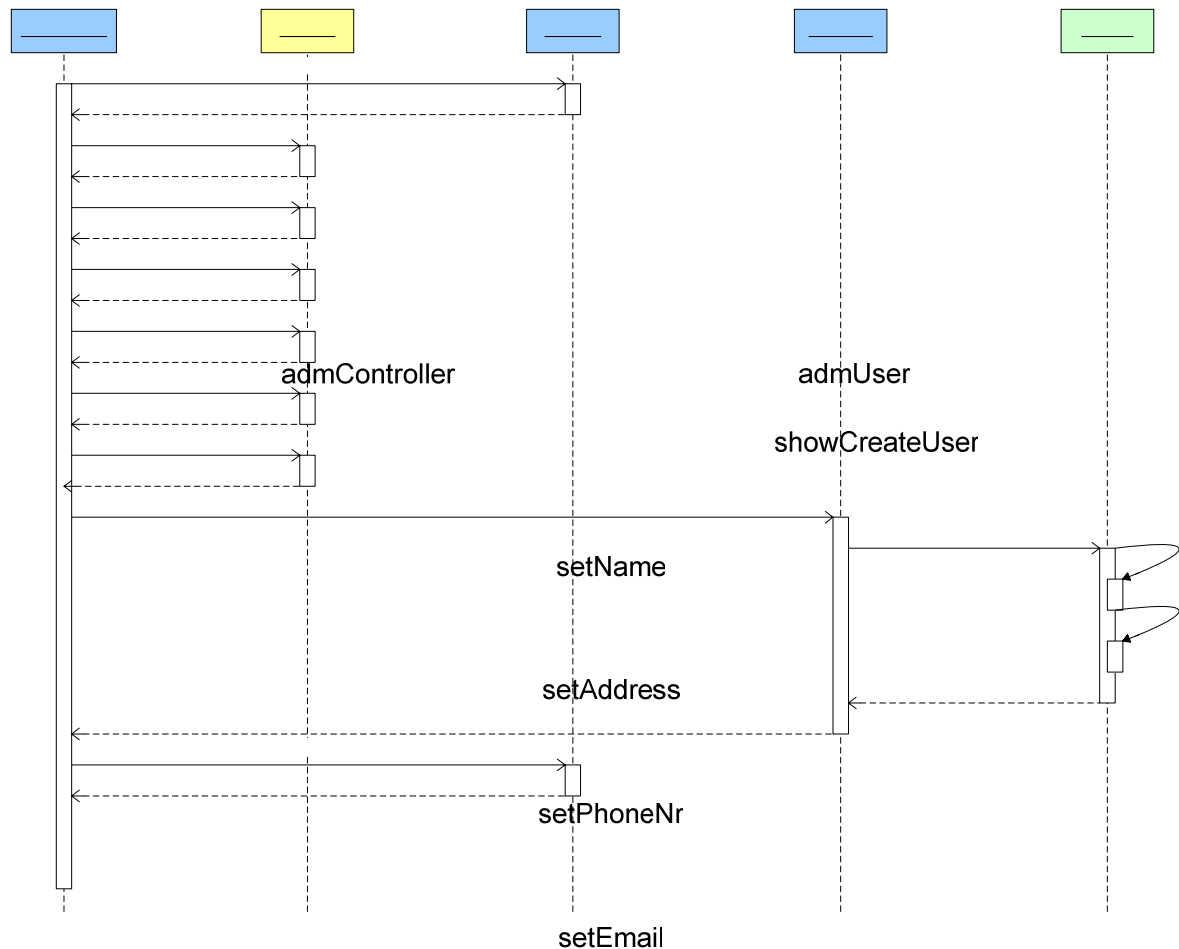 admController
admUser
showCreateUser
setName
setAddress
setPhoneNr
setEmail